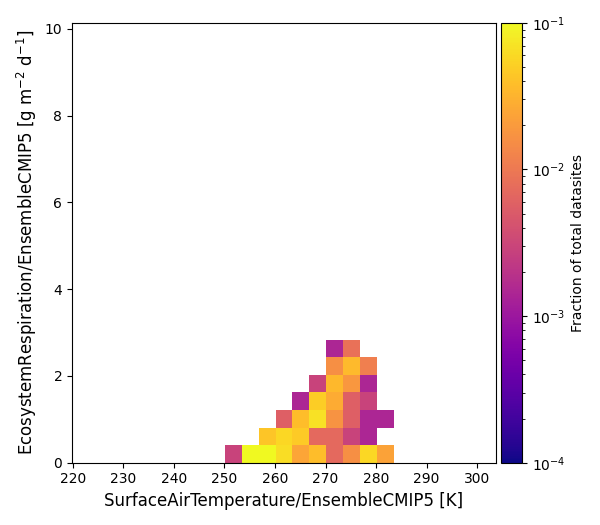 10
8
6
4
2
0
220 230 240 250 260 270 280 290 300
SurfaceAirTemperature/EnsembleCMIP5 [K]
EcosystemRespiration/EnsembleCMIP5 [g m⁻² d⁻¹]
10⁻¹
10⁻²
10⁻³
10⁻⁴
Fraction of total datasites